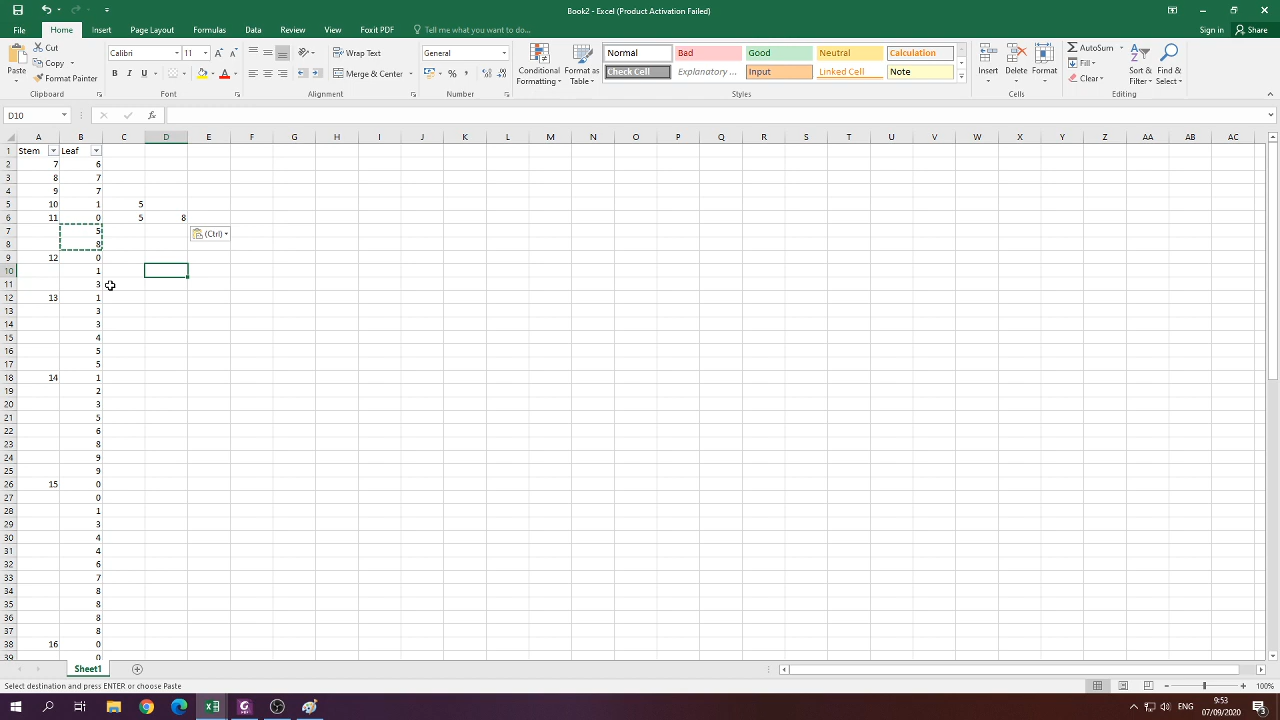 Book2 - Excel (Product Activation Failed)
File Home Insert Page Layout Formulas Data Review View Foxit PDF Tell me what you want to do... Sign in Share
Paste Cut Copy Format Painter Clipboard
Calibri 11 A A B I U A Font
Wrap Text Merge & Center Alignment
General % , Number
Conditional Formatting Format as Table Normal Bad Good Neutral Calculation
Check Cell Explanatory ... Input Linked Cell Note Styles
Insert Delete Format Cells
AutoSum Fill Clear Sort & Filter Find & Select Editing
D10 fx
A B C D E F G H I J K L M N O P Q R S T U V W X Y Z AA AB AC
1 Stem Leaf
2 7 6
3 8 7
4 9 7
5 10 1 5
6 11 0 5 8
7 5 (Ctrl)
8 8
9 12 0
10 1
11 3
12 13 1
13 3
14 3
15 4
16 5
17 5
18 14 1
19 2
20 3
21 5
22 6
23 8
24 9
25 9
26 15 0
27 0
28 1
29 3
30 4
31 4
32 6
33 7
34 8
35 8
36 8
37 8
38 16 0
39 0
Sheet1
Select destination and press ENTER or choose Paste 100%
ENG 9:53
07/09/2020 3